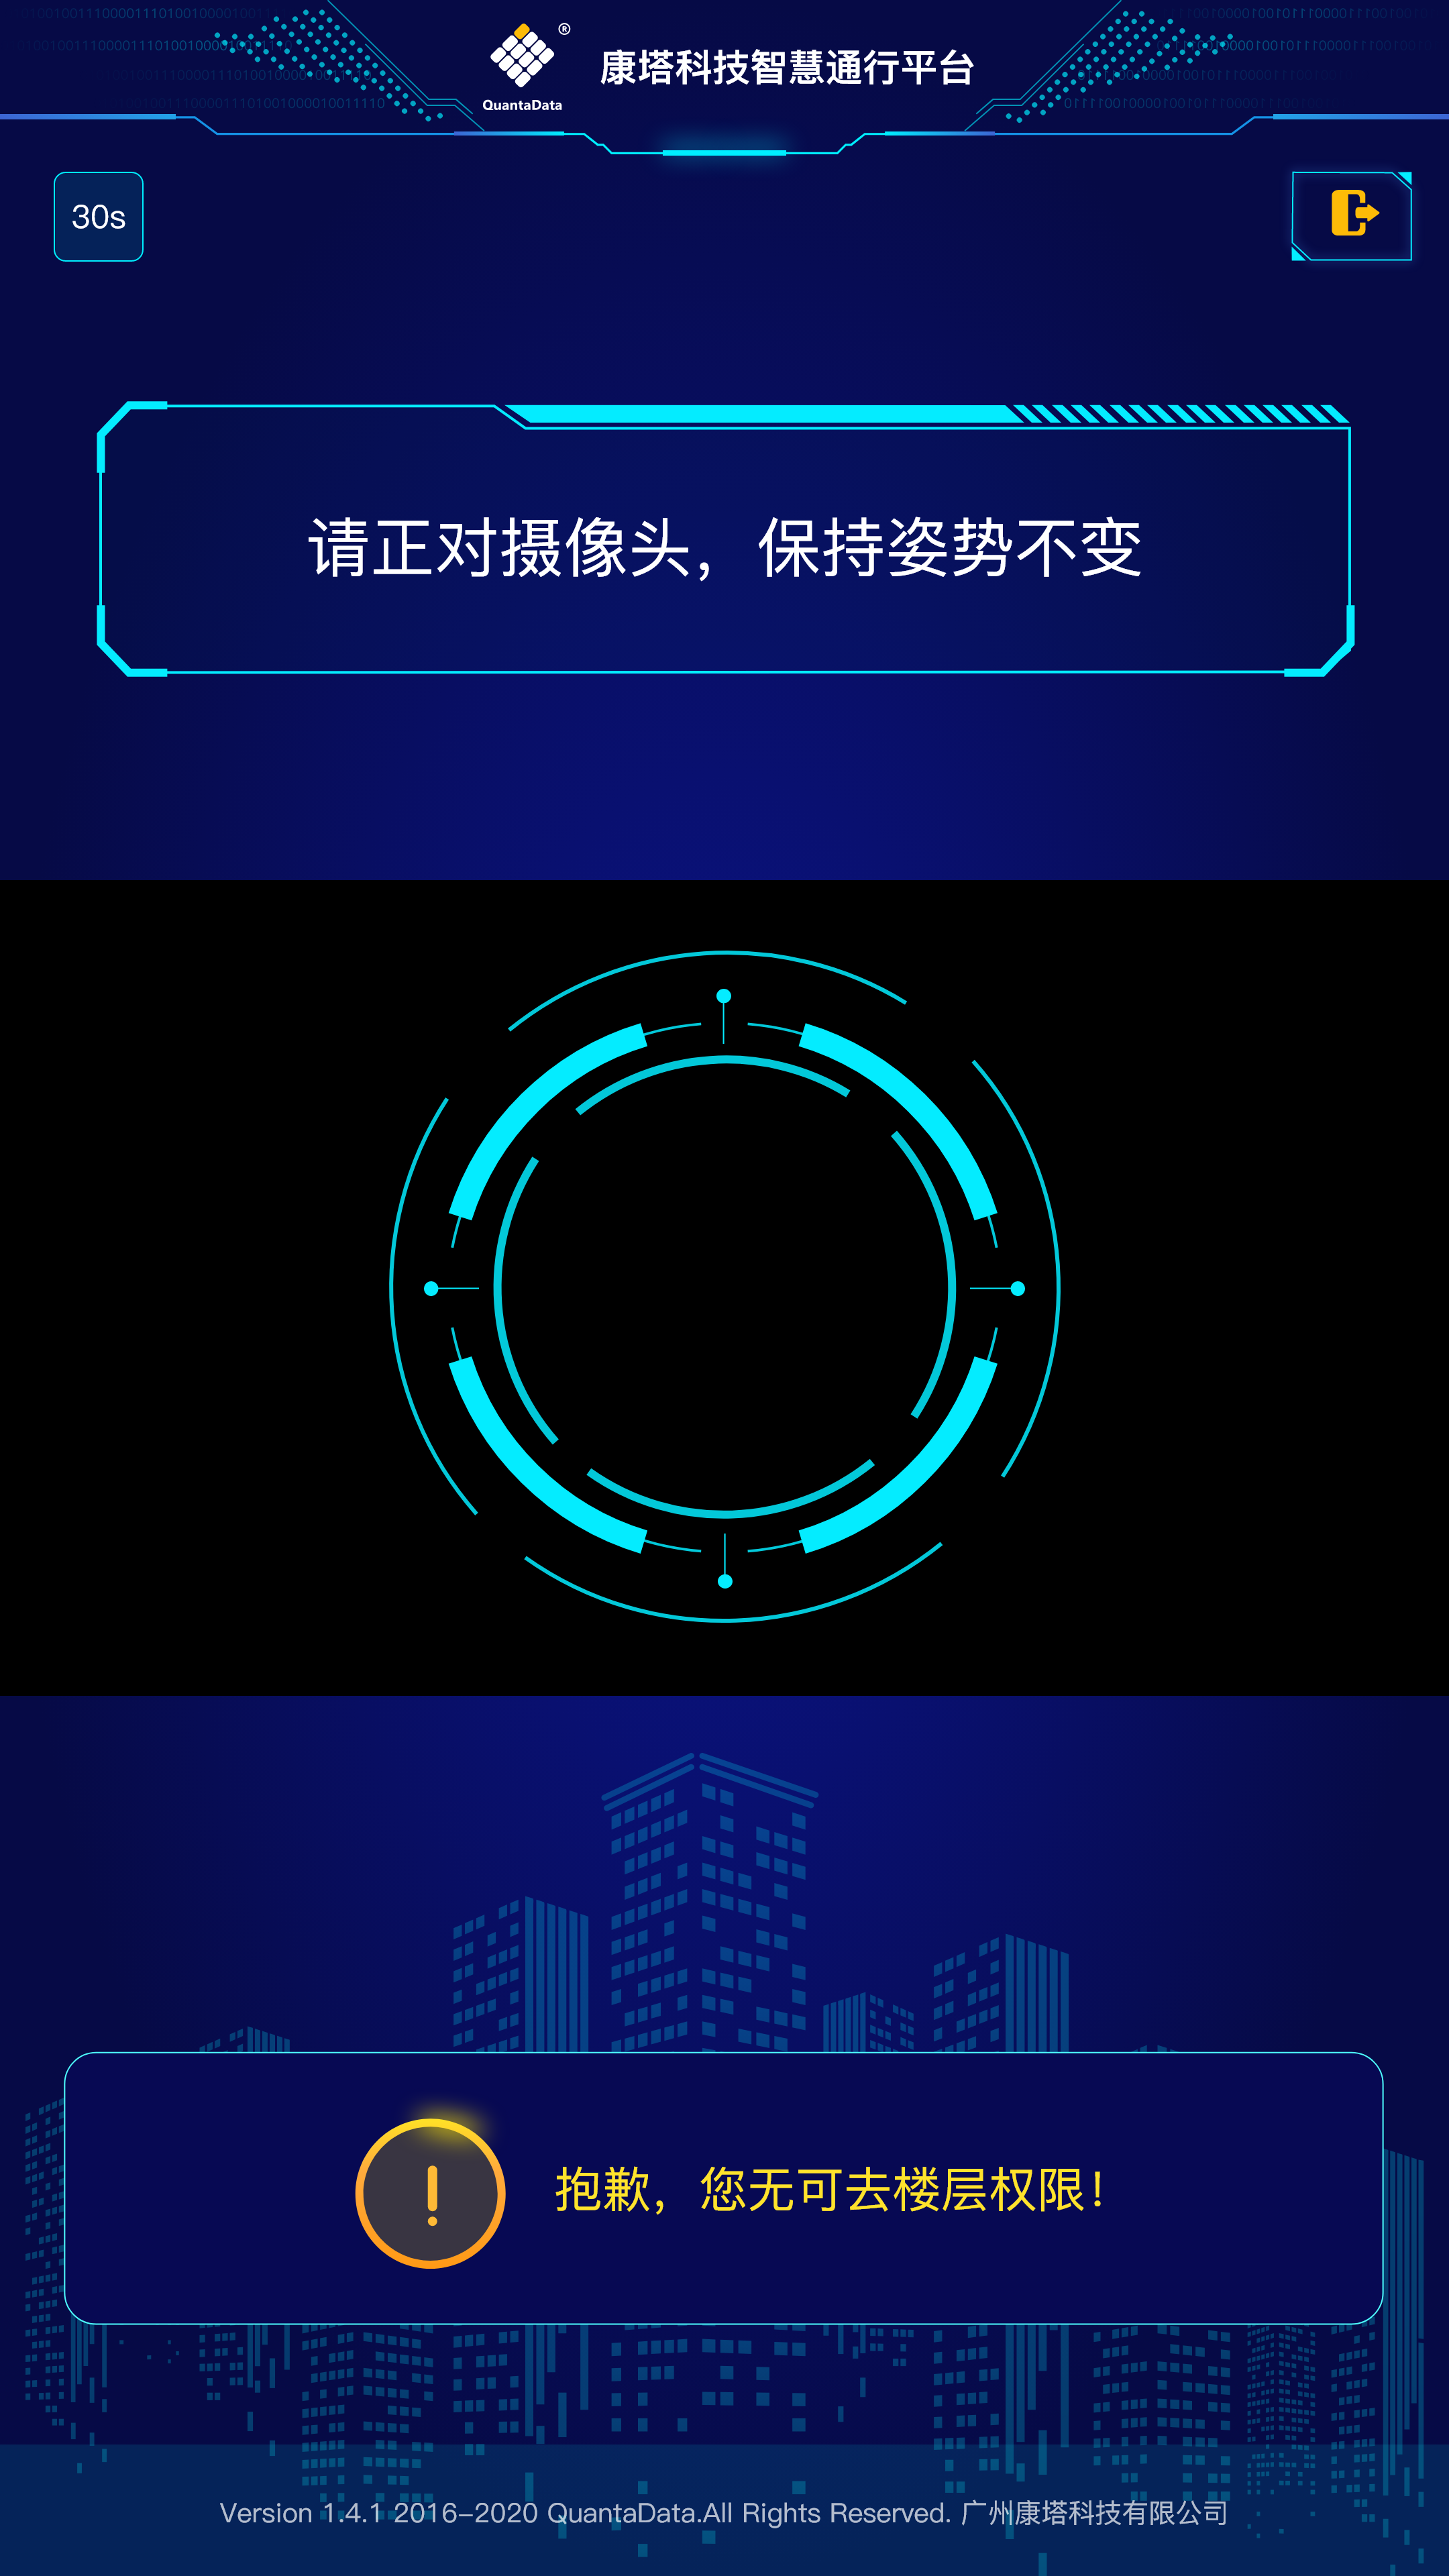 QuantaData®
康塔科技智慧通行平台
30s
请正对摄像头，保持姿势不变
抱歉，您无可去楼层权限！
Version 1.4.1 2016-2020 QuantaData.All Rights Reserved. 广州康塔科技有限公司